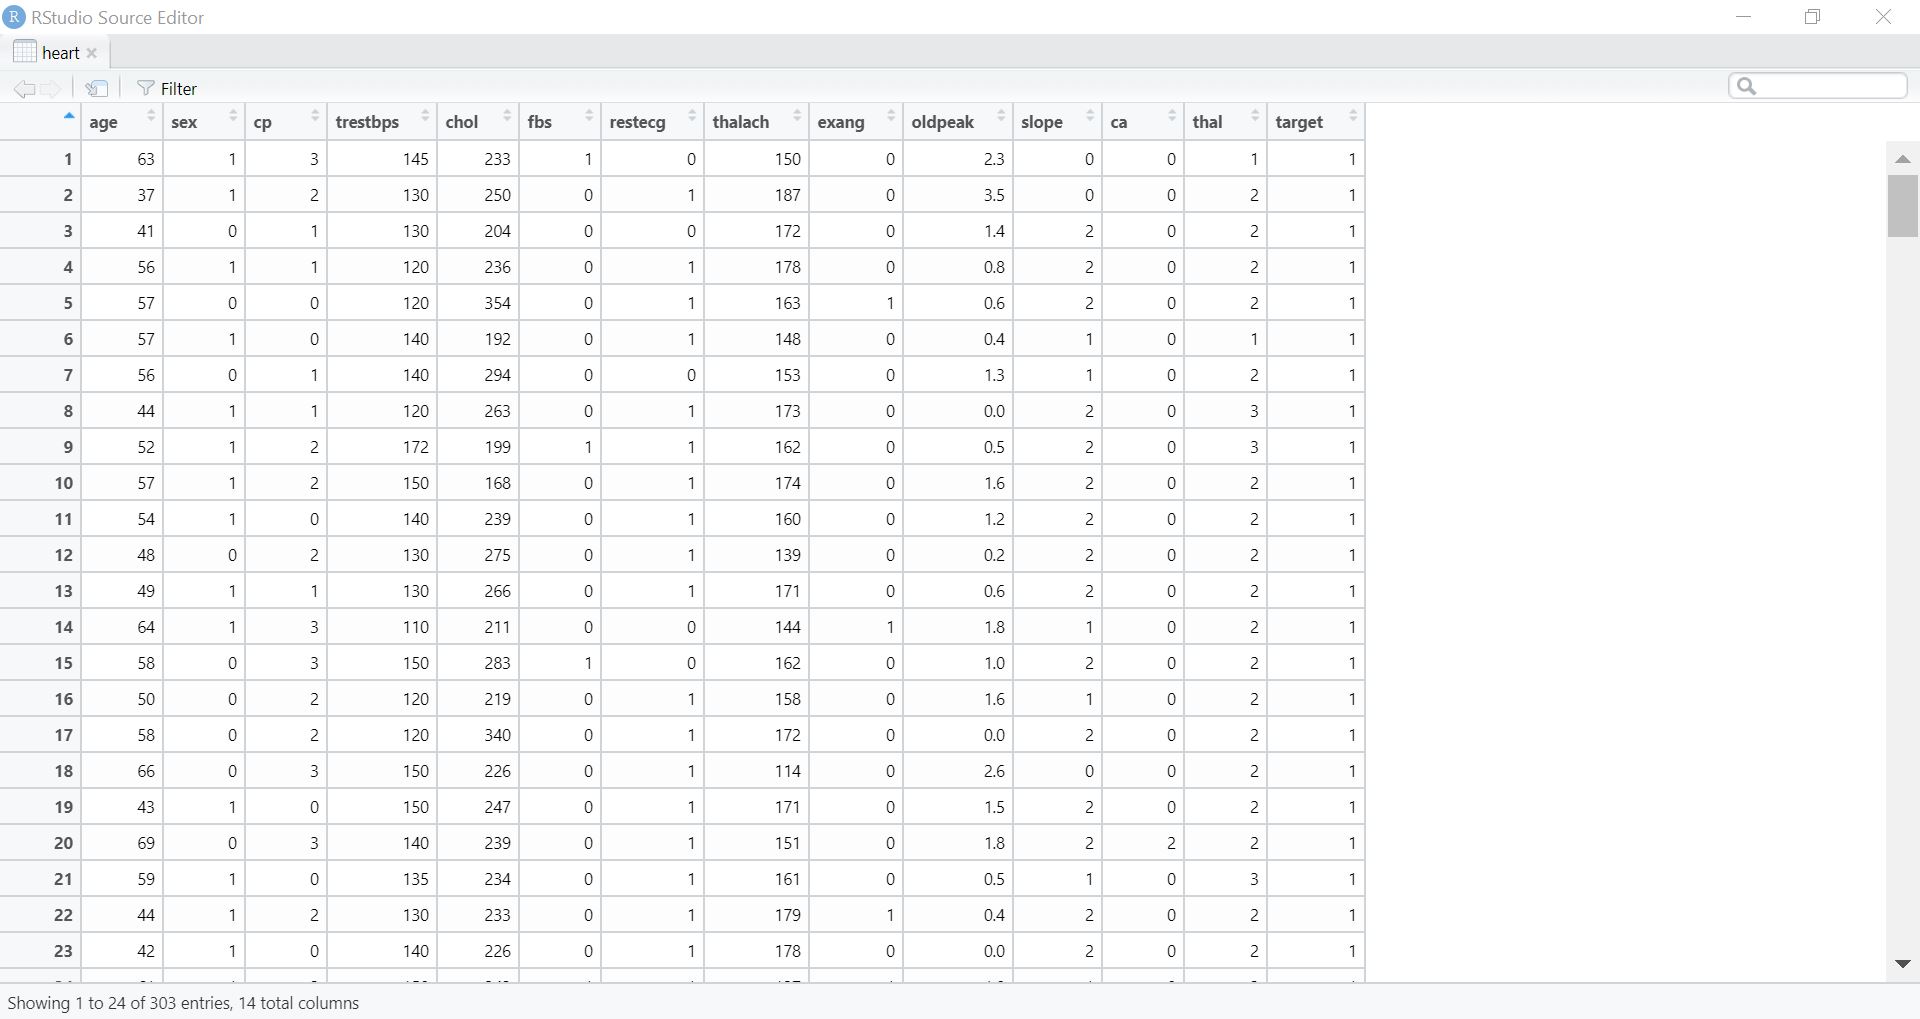 R RStudio Source Editor
heart
Filter
age sex cp trestbps chol fbs restecg thalach exang oldpeak slope ca thal target
1 63 1 3 145 233 1 0 150 0 2.3 0 0 1 1
2 37 1 2 130 250 0 1 187 0 3.5 0 0 2 1
3 41 0 1 130 204 0 0 172 0 1.4 2 0 2 1
4 56 1 1 120 236 0 1 178 0 0.8 2 0 2 1
5 57 0 0 120 354 0 1 163 1 0.6 2 0 2 1
6 57 1 0 140 192 0 1 148 0 0.4 1 0 1 1
7 56 0 1 140 294 0 0 153 0 1.3 1 0 2 1
8 44 1 1 120 263 0 1 173 0 0.0 2 0 3 1
9 52 1 2 172 199 1 1 162 0 0.5 2 0 3 1
10 57 1 2 150 168 0 1 174 0 1.6 2 0 2 1
11 54 1 0 140 239 0 1 160 0 1.2 2 0 2 1
12 48 0 2 130 275 0 1 139 0 0.2 2 0 2 1
13 49 1 1 130 266 0 1 171 0 0.6 2 0 2 1
14 64 1 3 110 211 0 0 144 1 1.8 1 0 2 1
15 58 0 3 150 283 1 0 162 0 1.0 2 0 2 1
16 50 0 2 120 219 0 1 158 0 1.6 1 0 2 1
17 58 0 2 120 340 0 1 172 0 0.0 2 0 2 1
18 66 0 3 150 226 0 1 114 0 2.6 0 0 2 1
19 43 1 0 150 247 0 1 171 0 1.5 2 0 2 1
20 69 0 3 140 239 0 1 151 0 1.8 2 2 2 1
21 59 1 0 135 234 0 1 161 0 0.5 1 0 3 1
22 44 1 2 130 233 0 1 179 1 0.4 2 0 2 1
23 42 1 0 140 226 0 1 178 0 0.0 2 0 2 1
Showing 1 to 24 of 303 entries, 14 total columns